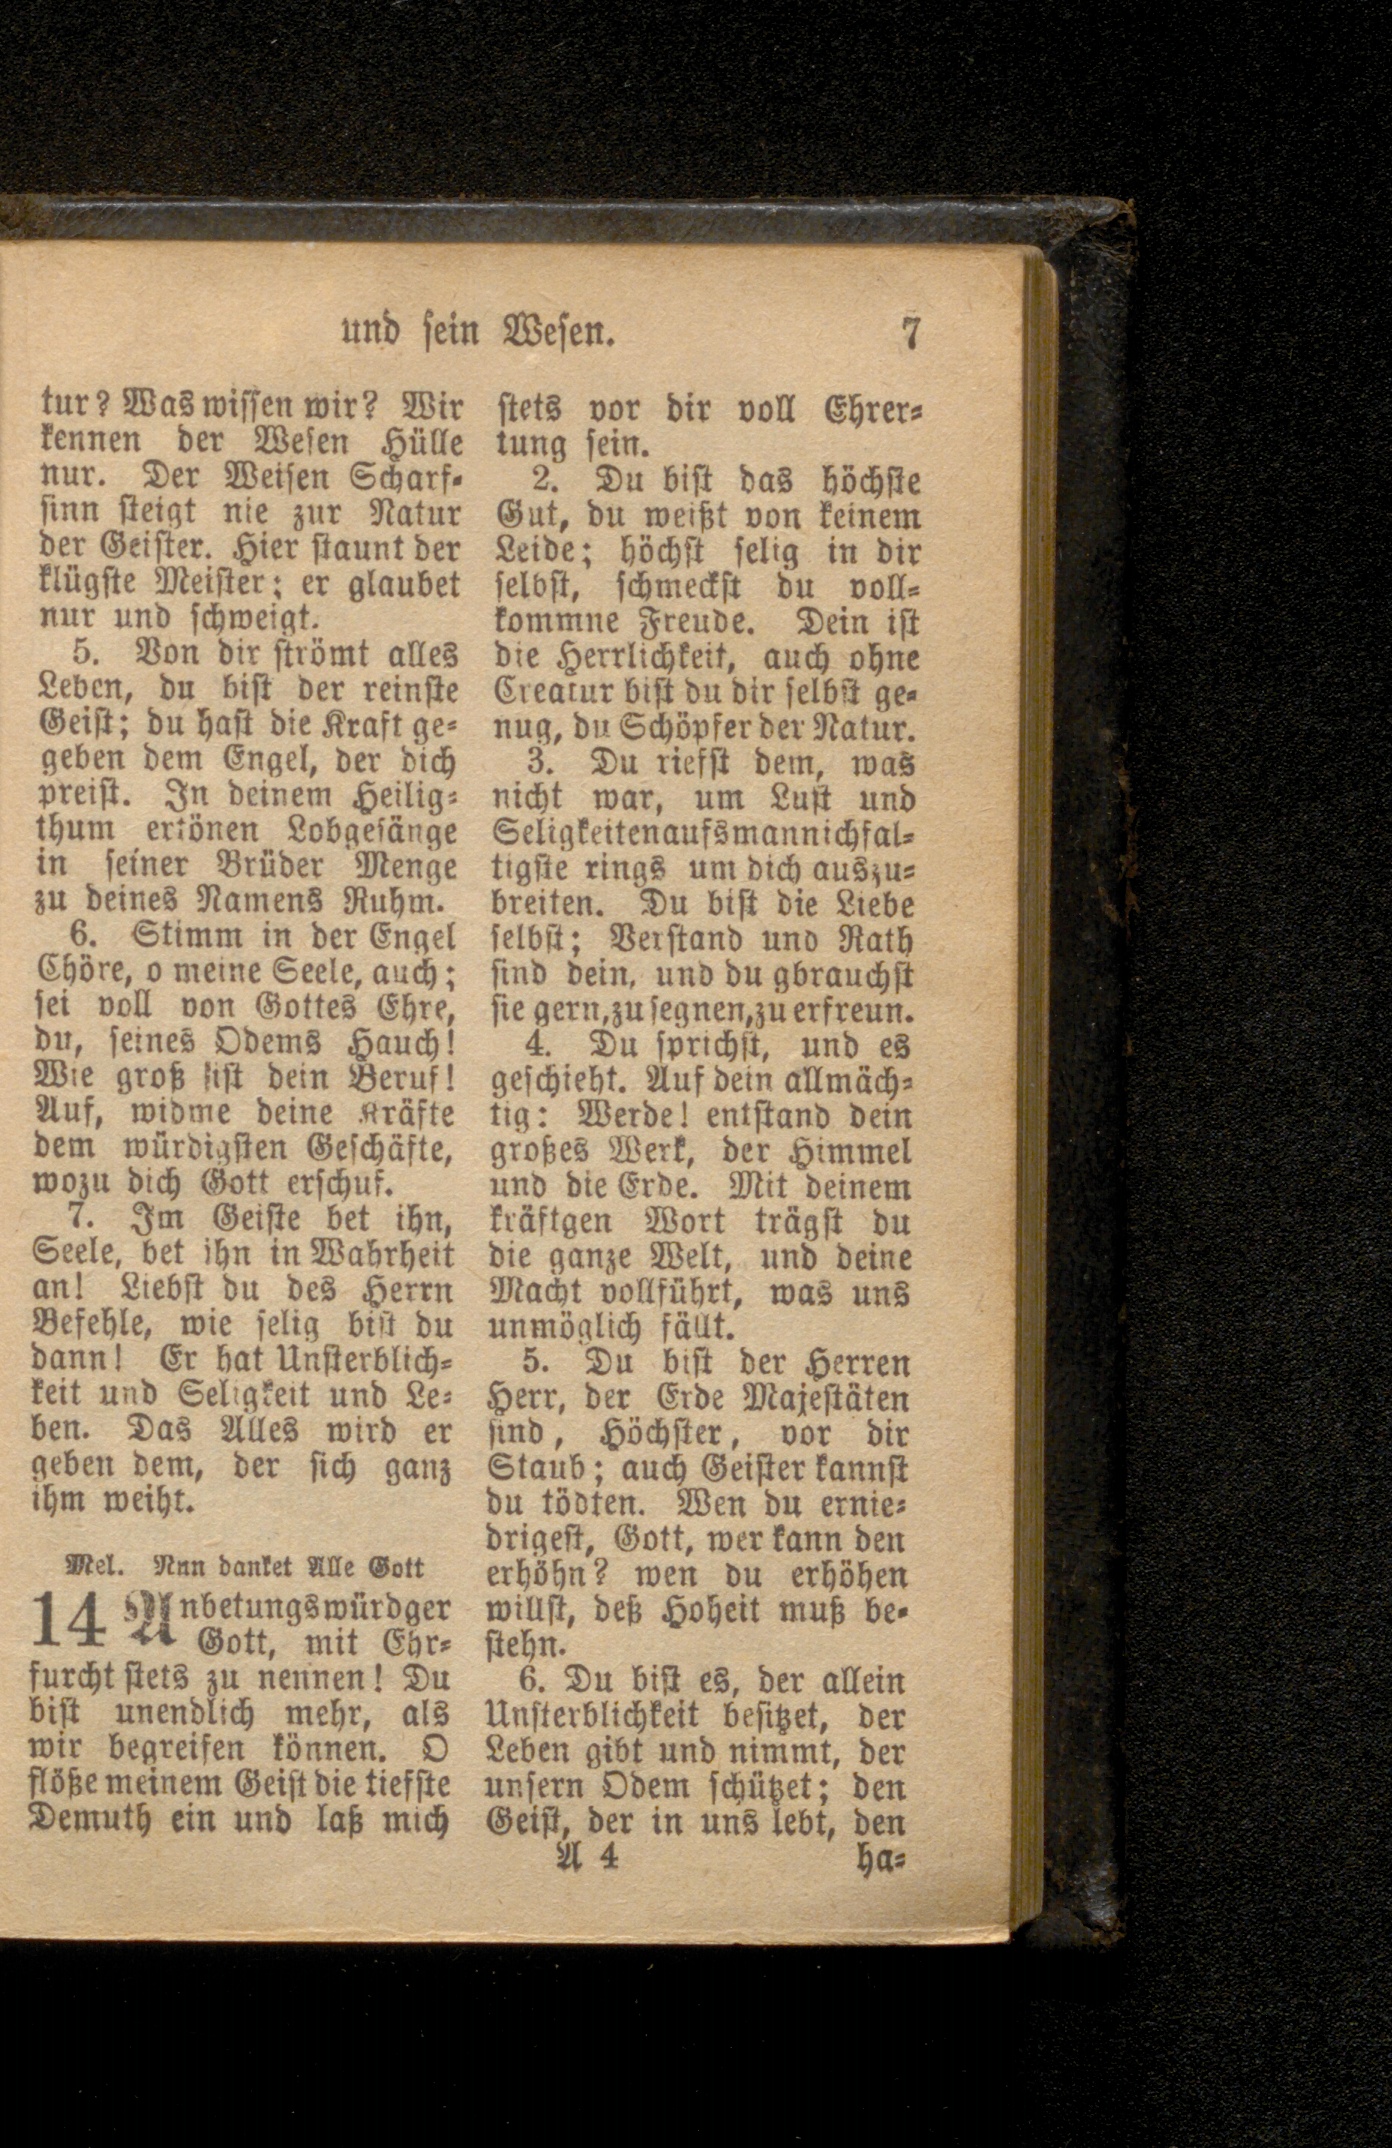 und sein Wesen. 7
tur? Was wissen wir? Wir
kennen der Wesen Hülle
nur. Der Weisen Scharf-
sinn steigt nie zur Natur
der Geister. Hier staunt der
klügste Meister; er glaubet
nur und schweigt.
5. Von dir strömt alles
Leben, du bist der reinste
Geist; du hast die Kraft ge-
geben dem Engel, der dich
preist. In deinem Heilig-
thum ertönen Lobgesänge
in seiner Brüder Menge
zu deines Namens Ruhm.
6. Stimm in der Engel
Chöre, o meine Seele, auch;
sei voll von Gottes Ehre,
du, seines Odems Hauch!
Wie groß sist dein Beruf!
Auf, widme deine Kräfte
dem würdigsten Geschäfte,
wozu dich Gott erschuf.
7. Im Geiste bet ihn,
Seele, bet ihn in Wahrheit
an! Liebst du des Herrn
Befehle, wie selig bist du
dann! Er hat Unsterblich-
keit und Seligkeit und Le-
ben. Das Alles wird er
geben dem, der sich ganz
ihm weiht.
Mel. Nnn danket Alle Gott
14 Anbetungswürdger
Gott, mit Ehr-
furcht stets zu nennen! Du
bist unendlich mehr, als
wir begreifen können. O
flöße meinem Geist die tiefste
Demuth ein und laß mich
stets vor dir voll Ehrer-
tung sein.
2. Du bist das höchste
Gut, du weißt von keinem
Leide; höchst selig in dir
selbst, schmeckst du voll-
kommne Freude. Dein ist
die Herrlichkeit, auch ohne
Creatur bist du dir selbst ge-
nug, du Schöpfer der Natur.
3. Du riefst dem, was
nicht war, um Lust und
Seligkeiten aufs mannichfal-
tigste rings um dich auszu-
breiten. Du bist die Liebe
selbst; Verstand und Rath
sind dein, und du gbrauchst
sie gern, zu segnen, zu erfreun.
4. Du sprichst, und es
geschieht. Auf dein allmäch-
tig: Werde! entstand dein
großes Werk, der Himmel
und die Erde. Mit deinem
kräftgen Wort trägst du
die ganze Welt, und deine
Macht vollführt, was uns
unmöglich fällt.
5. Du bist der Herren
Herr, der Erde Majestäten
sind, Höchster, vor dir
Staub; auch Geister kannst
du tödten. Wen du ernie-
drigest, Gott, wer kann den
erhöhn? wen du erhöhen
willst, deß Hoheit muß be-
stehn.
6. Du bist es, der allein
Unsterblichkeit besitzet, der
Leben gibt und nimmt, der
unsern Odem schützet; den
Geist, der in uns lebt, den
A 4 ha-